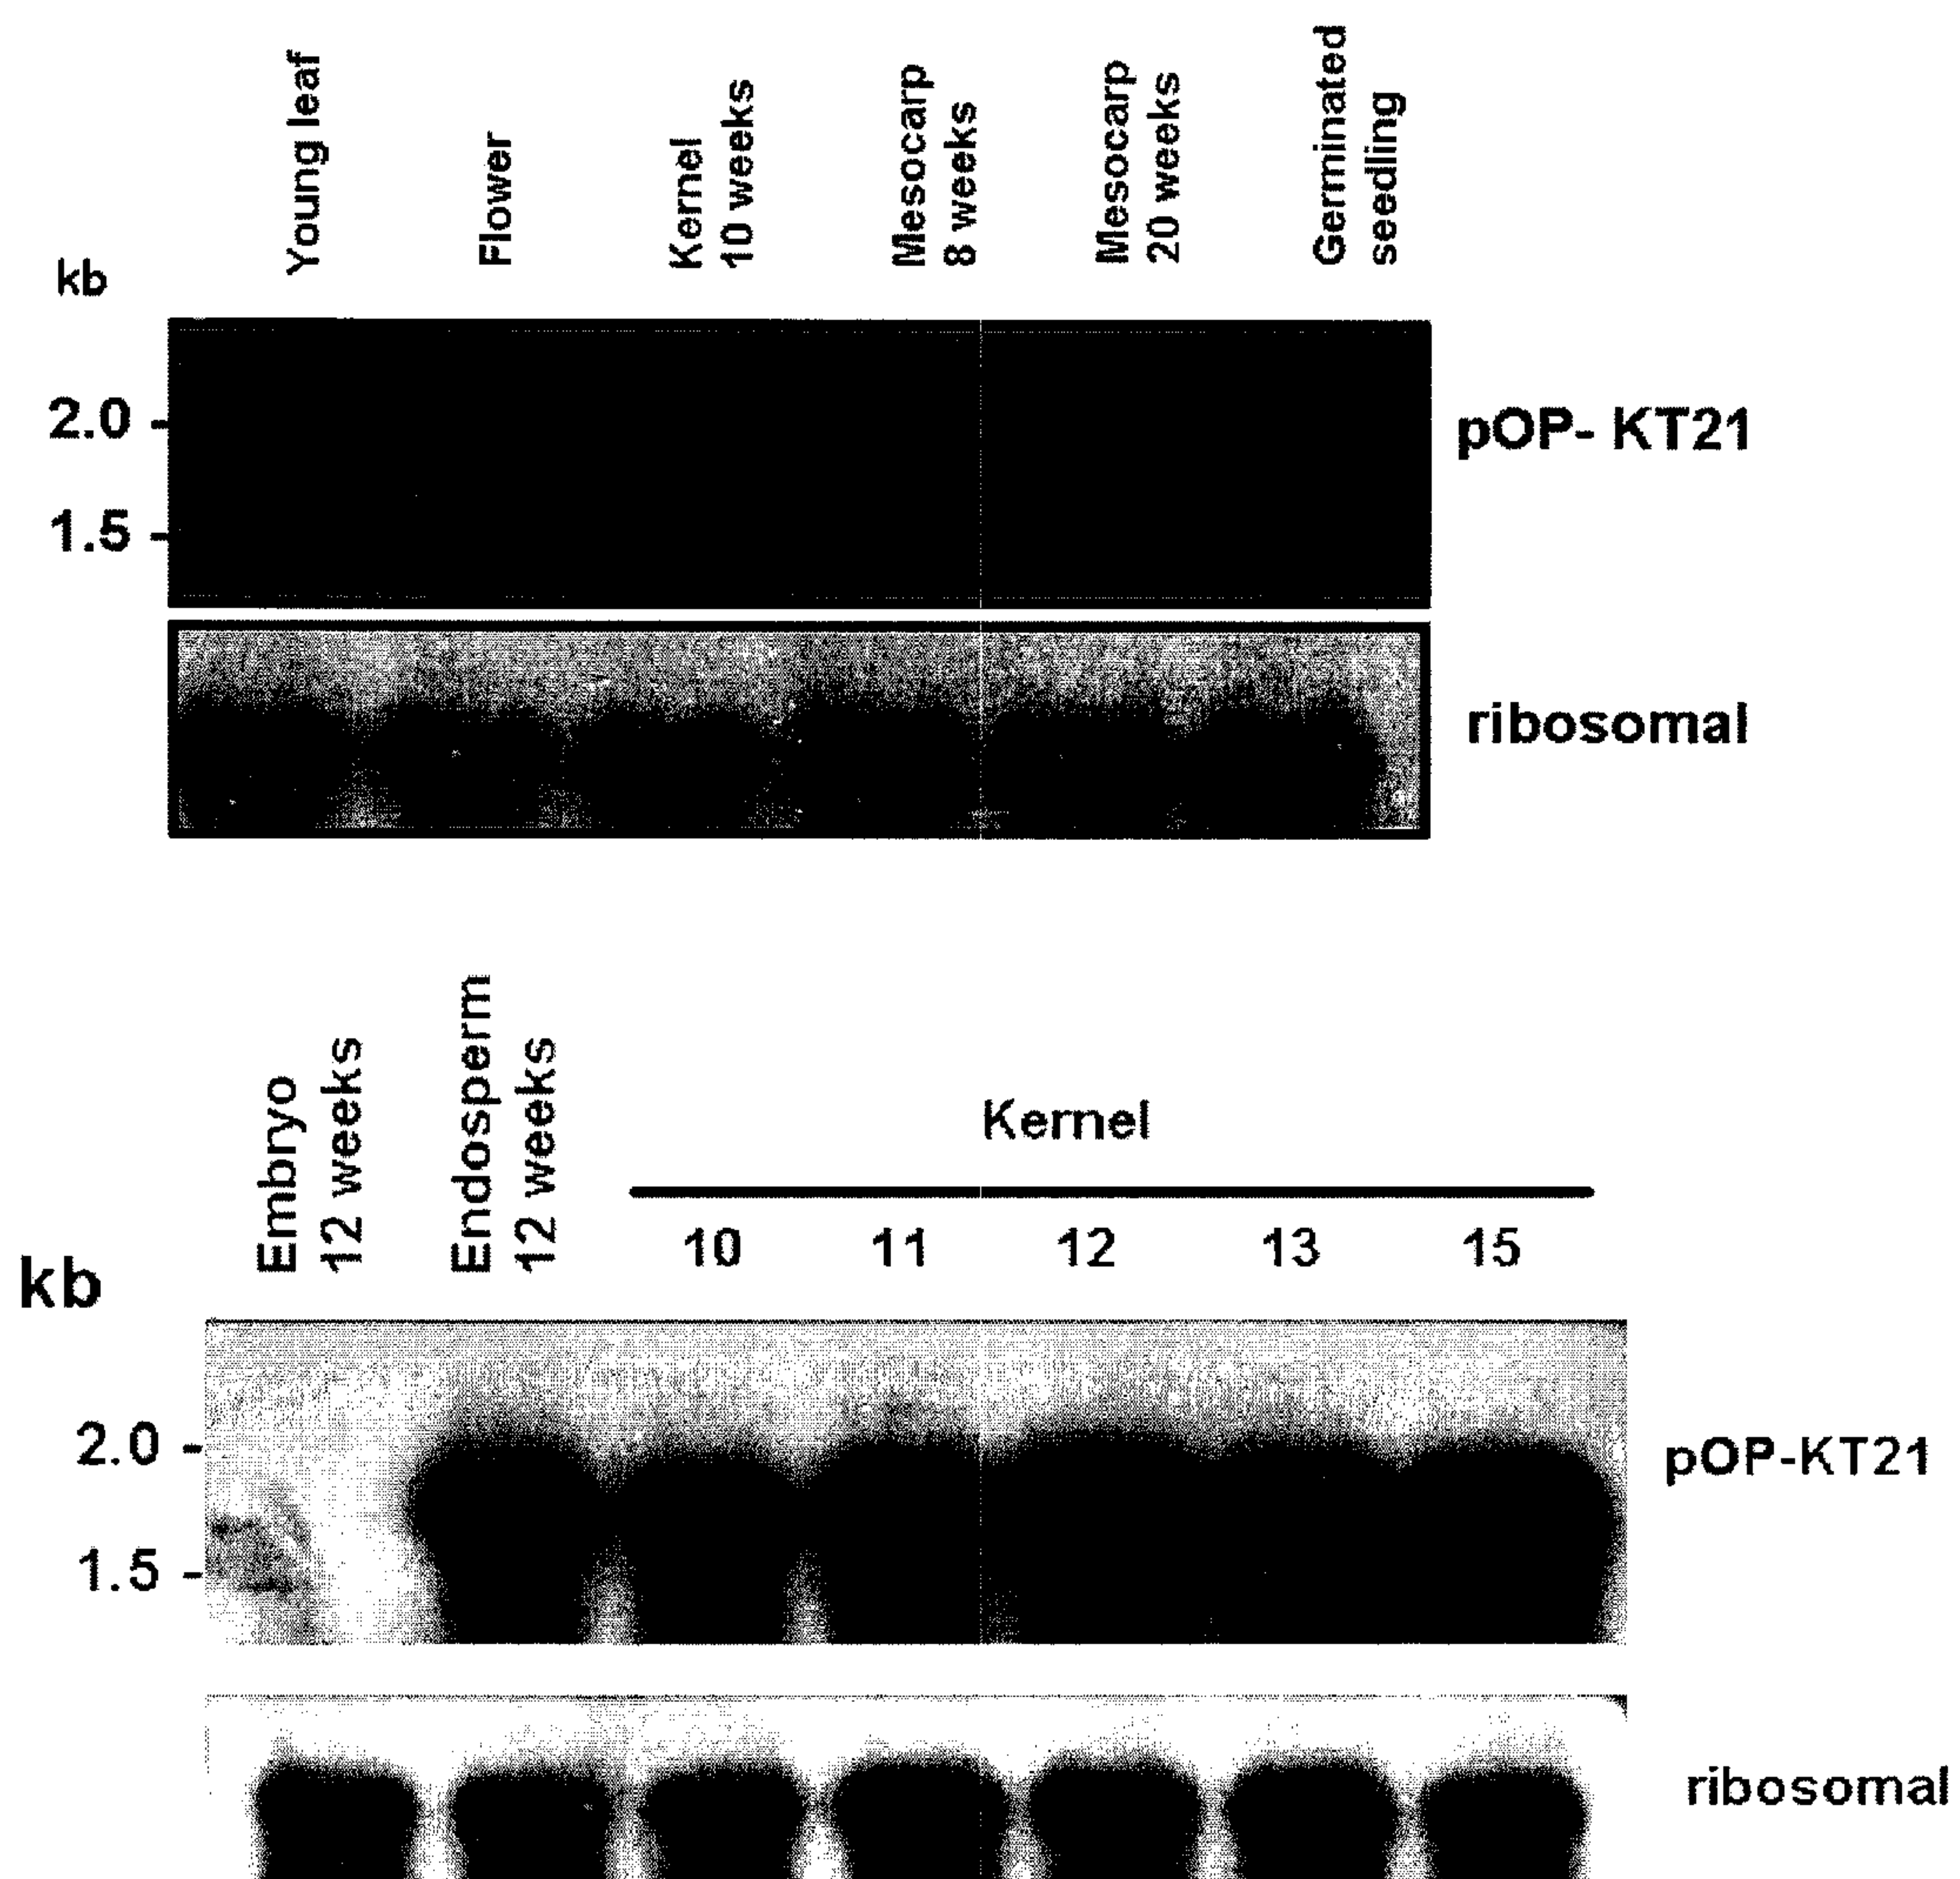 Young leaf
Flower
Kernel
10 weeks
Mesocarp
8 weeks
Mesocarp
20 weeks
Germinated
seedling
kb
2.0 -
1.5 -
pOP- KT21
ribosomal
Embryo
12 weeks
Endosperm
12 weeks
Kernel
10 11 12 13 15
kb
2.0 -
1.5 -
pOP-KT21
ribosomal